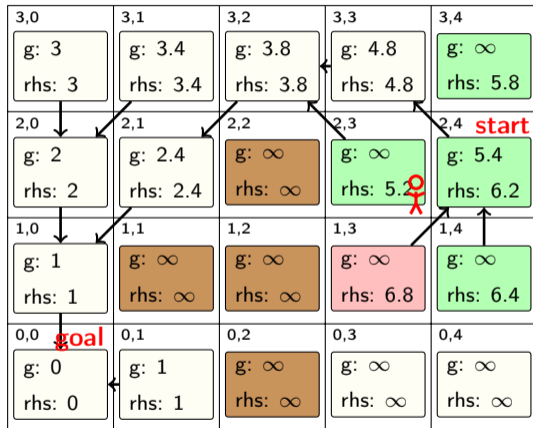 3,0 3,1 3,2 3,3 3,4
g: 3 g: 3.4 g: 3.8 g: 4.8 g: ∞
rhs: 3 rhs: 3.4 rhs: 3.8 rhs: 4.8 rhs: 5.8
2,0 2,1 2,2 2,3 2,4 start
g: 2 g: 2.4 g: ∞ g: ∞ g: 5.4
rhs: 2 rhs: 2.4 rhs: ∞ rhs: 5.2 rhs: 6.2
1,0 1,1 1,2 1,3 1,4
g: 1 g: ∞ g: ∞ g: ∞ g: ∞
rhs: 1 rhs: ∞ rhs: ∞ rhs: 6.8 rhs: 6.4
0,0 goal 0,1 0,2 0,3 0,4
g: 0 g: 1 g: ∞ g: ∞ g: ∞
rhs: 0 rhs: 1 rhs: ∞ rhs: ∞ rhs: ∞